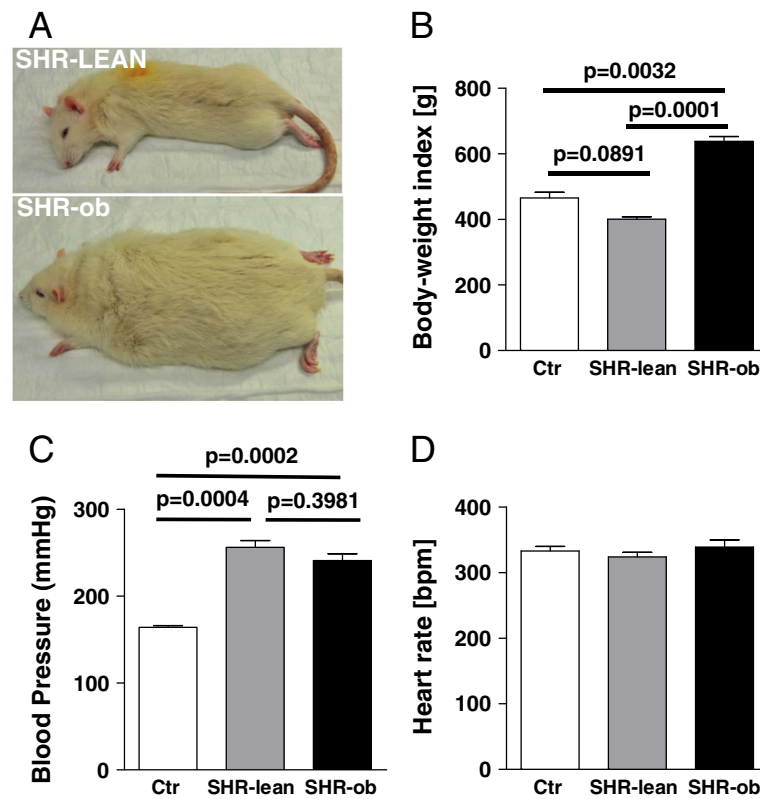 A
SHR-LEAN
SHR-ob
B
Body-weight index [g]
p=0.0032
p=0.0001
p=0.0891
800
600
400
200
0
Ctr SHR-lean SHR-ob
C
Blood Pressure (mmHg)
p=0.0002
p=0.0004 p=0.3981
300
200
100
0
Ctr SHR-lean SHR-ob
D
Heart rate [bpm]
400
300
200
100
0
Ctr SHR-lean SHR-ob